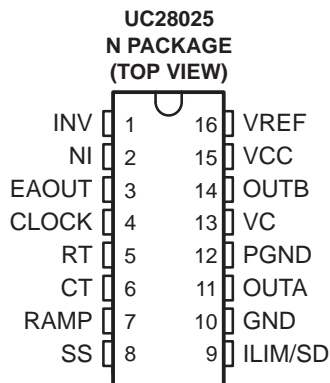 UC28025
N PACKAGE
(TOP VIEW)
INV 1 16 VREF
NI 2 15 VCC
EAOUT 3 14 OUTB
CLOCK 4 13 VC
RT 5 12 PGND
CT 6 11 OUTA
RAMP 7 10 GND
SS 8 9 ILIM/SD